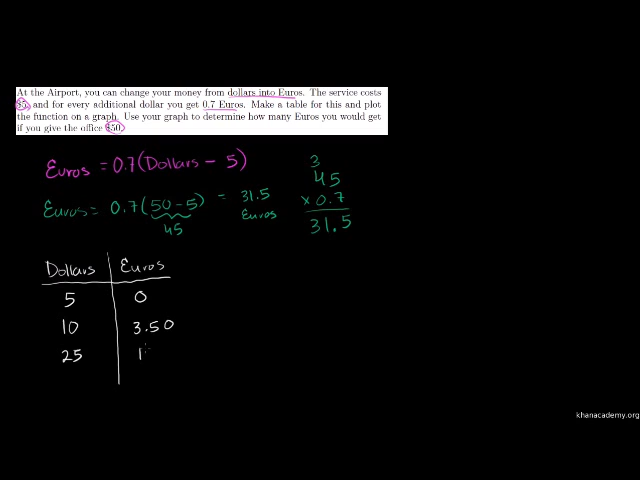 At the Airport, you can change your money from dollars into Euros. The service costs
$5, and for every additional dollar you get 0.7 Euros. Make a table for this and plot
the function on a graph. Use your graph to determine how many Euros you would get
if you give the office $50.
Euros = 0.7(Dollars - 5)
Euros = 0.7(50-5) = 31.5 Euros
45
3
45
× 0.7
31.5
Dollars Euros
5 0
10 3.50
25 1
khanacademy.org